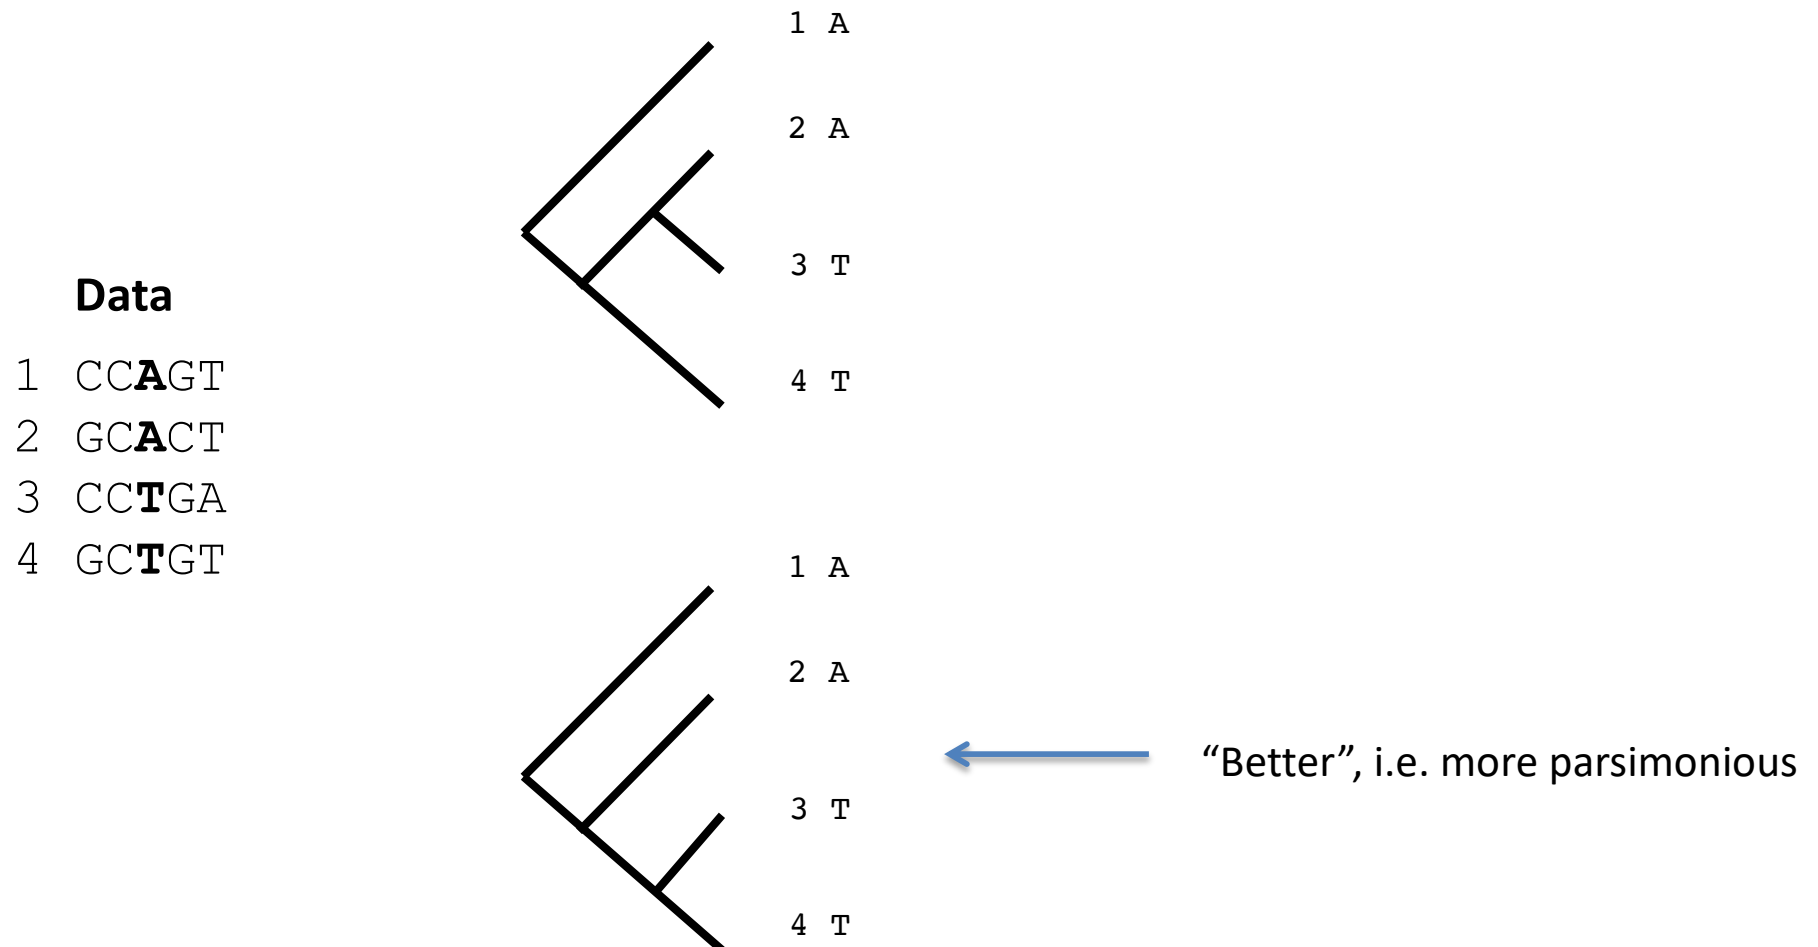 Data
1 CCAGT
2 GCACT
3 CCTGA
4 GCTGT
1 A
2 A
3 T
4 T
1 A
2 A
3 T
4 T
“Better”, i.e. more parsimonious